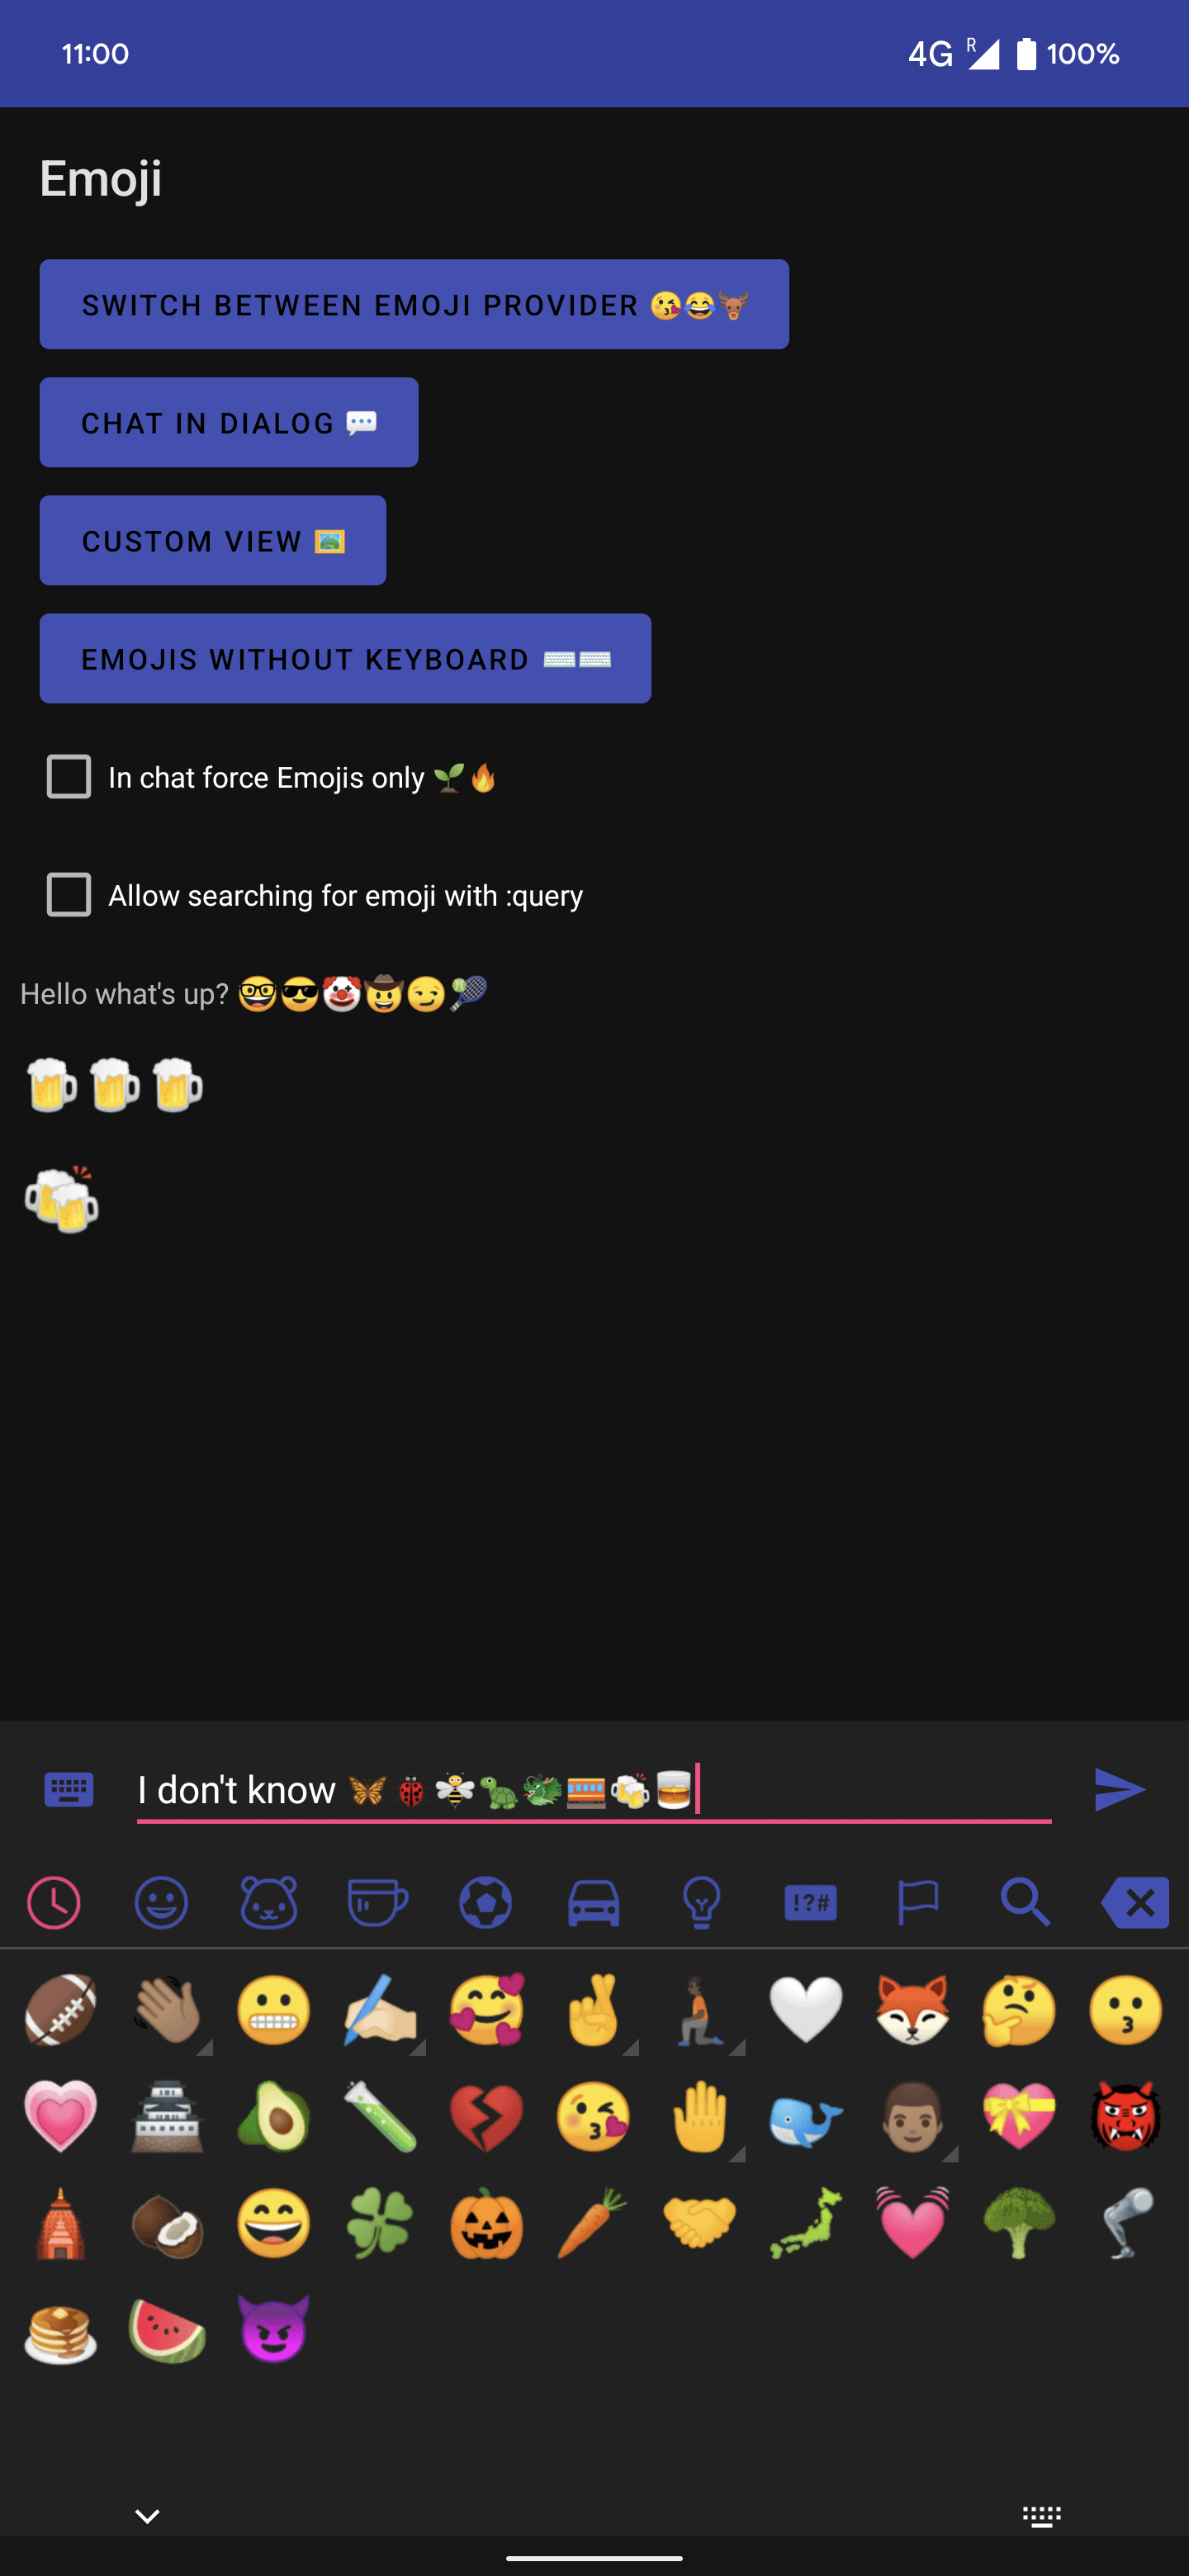 11:00 4G R 100%
Emoji
SWITCH BETWEEN EMOJI PROVIDER 😘😂🦌
CHAT IN DIALOG 💬
CUSTOM VIEW 🖼️
EMOJIS WITHOUT KEYBOARD ⌨️⌨️
In chat force Emojis only 🌱🔥
Allow searching for emoji with :query
Hello what's up? 🤓😎🤡🤠😏🎾
🍺🍺🍺
🍻
I don't know 🦋🐞🐝🐢🐲🚃🍻🥃
!?#